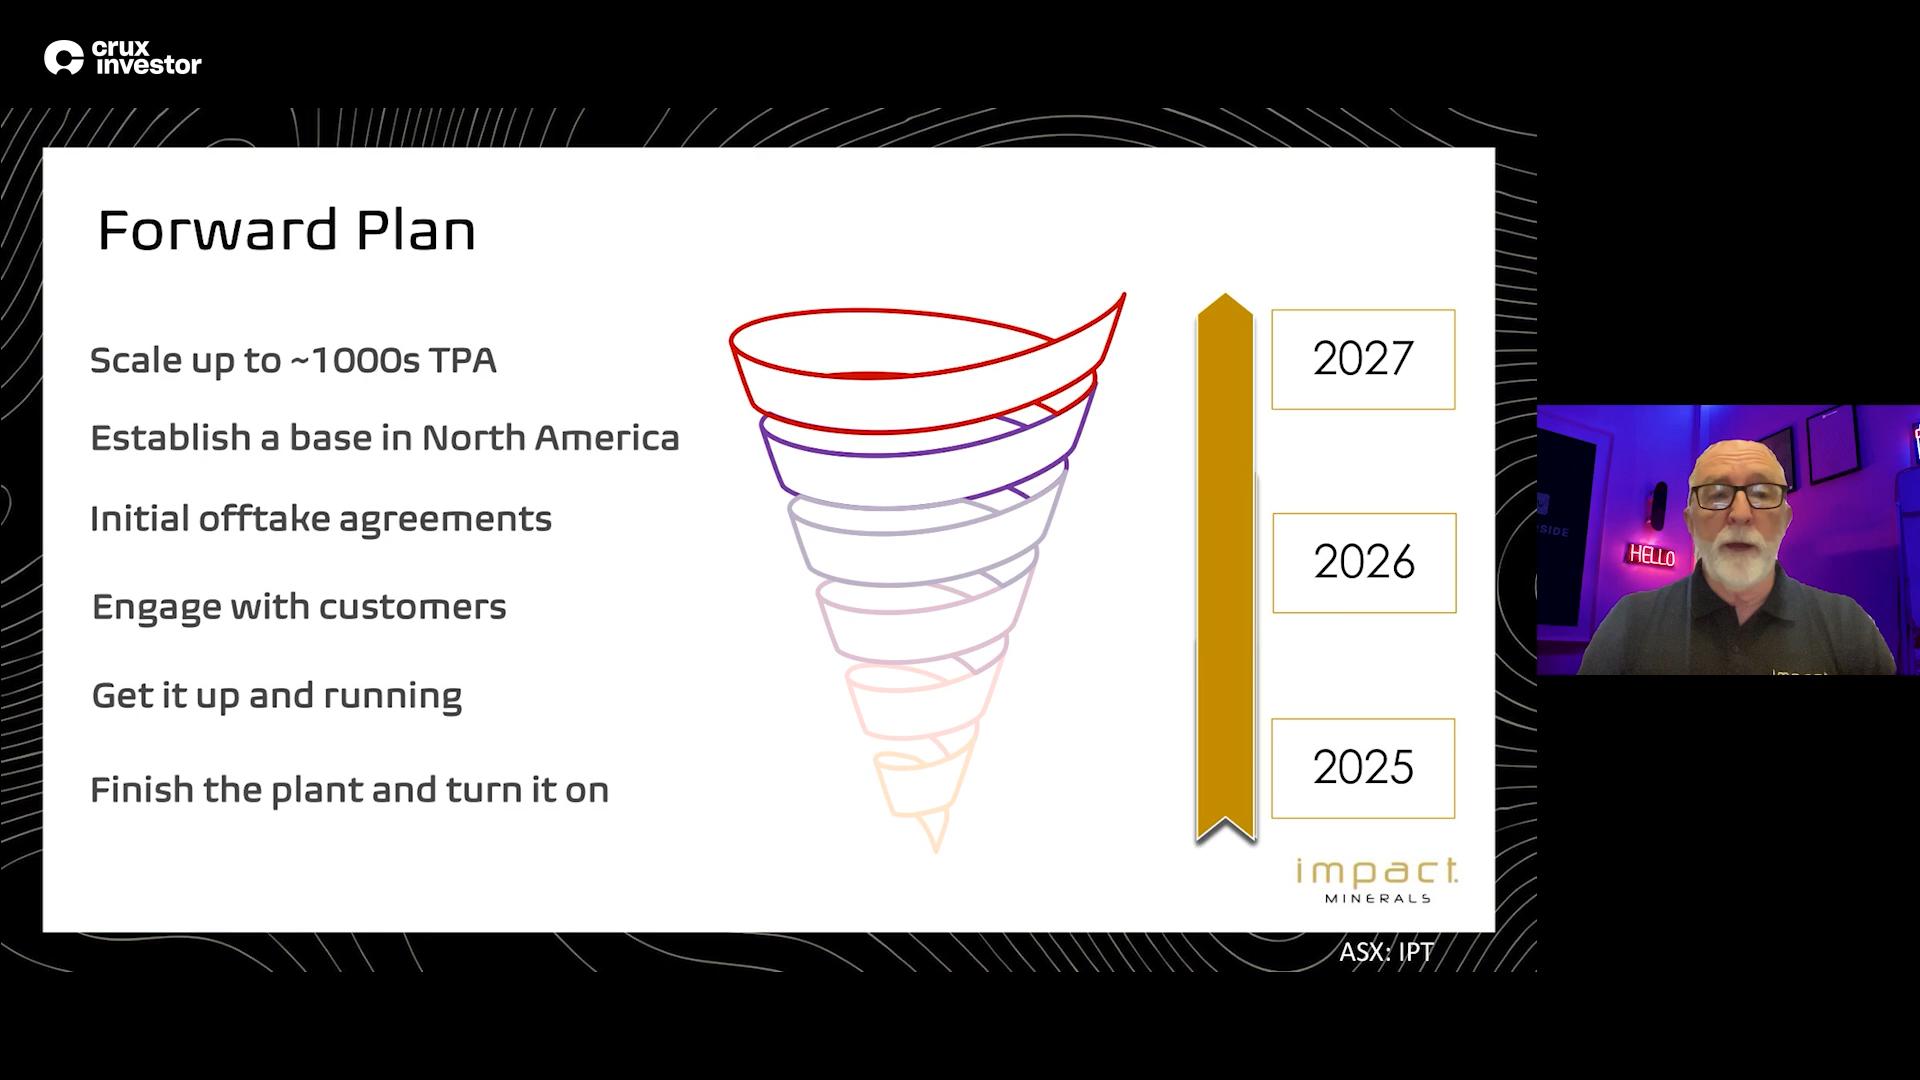 crux
investor
Forward Plan
Scale up to ~1000s TPA
Establish a base in North America
Initial offtake agreements
Engage with customers
Get it up and running
Finish the plant and turn it on
2027
2026
2025
impact
MINERALS
ASX: IPT
HELLO
SIDE